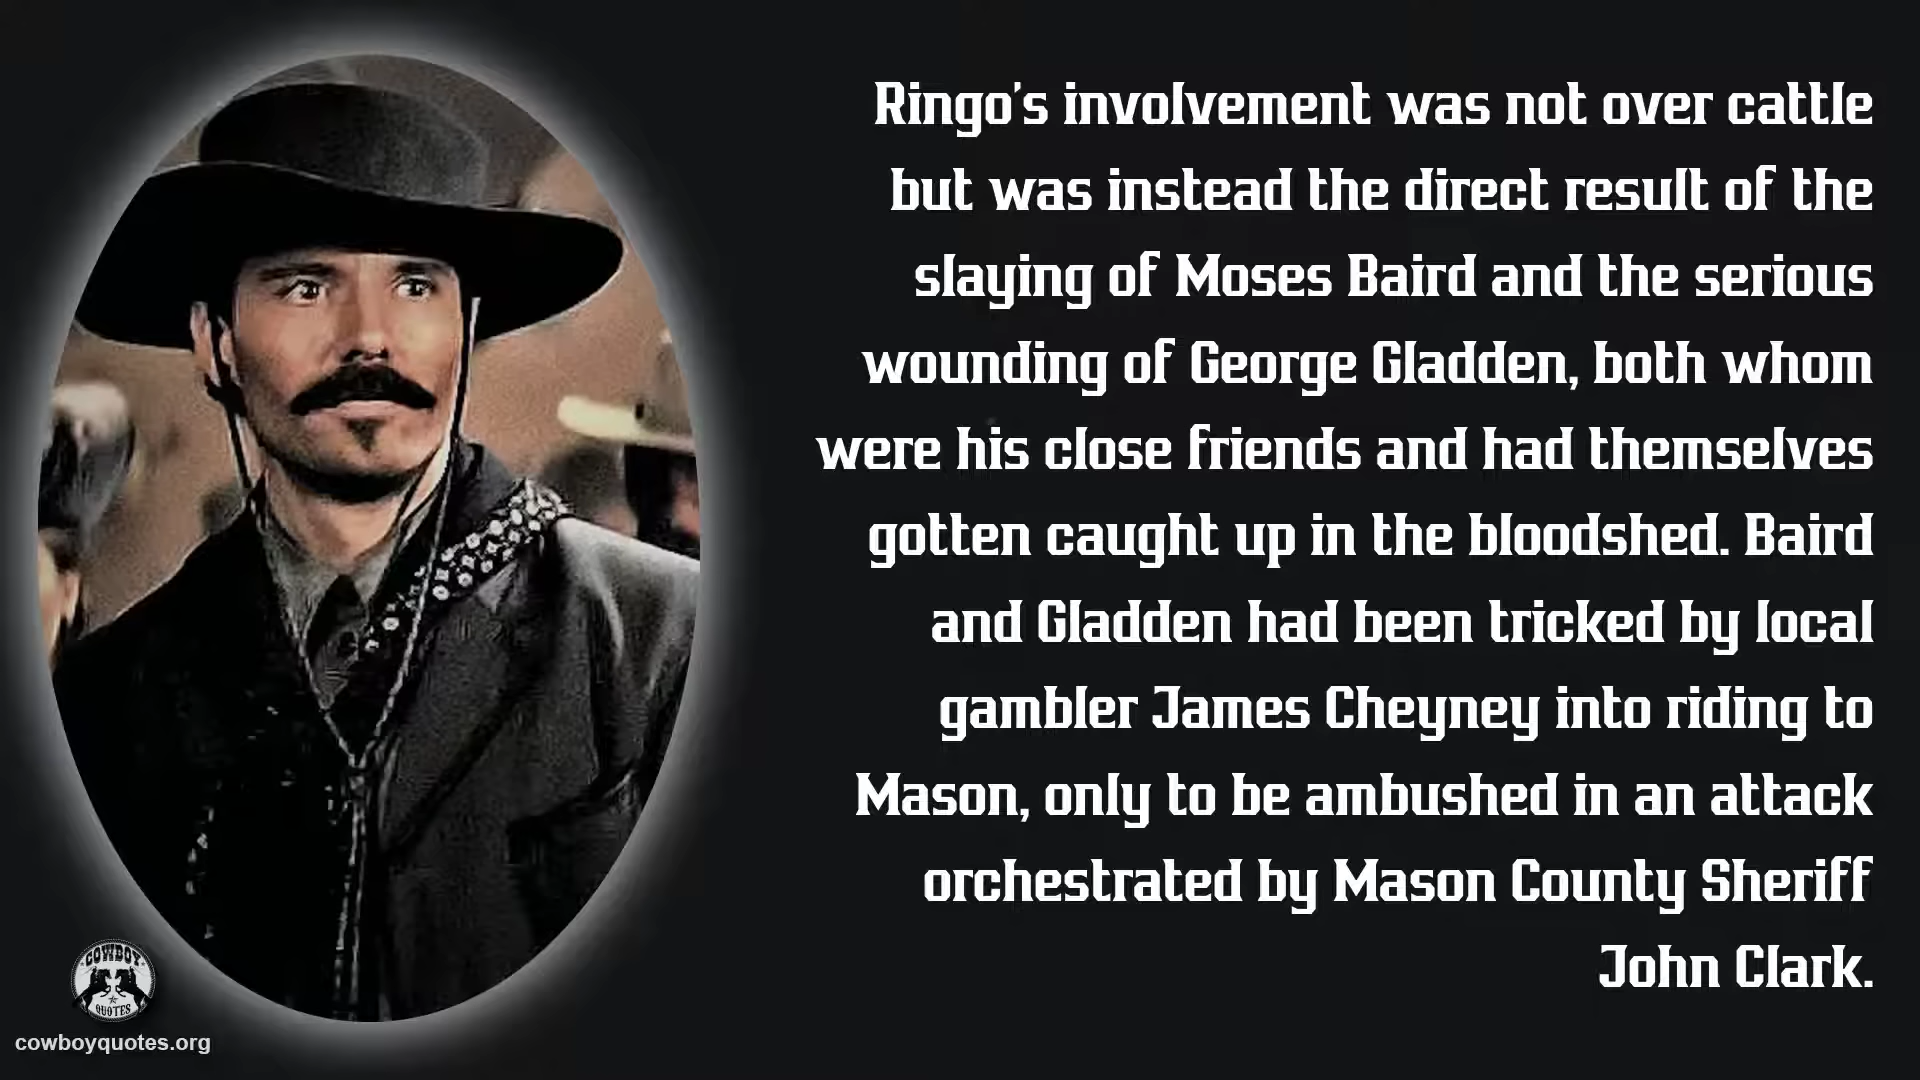 Ringo's involvement was not over cattle
but was instead the direct result of the
slaying of Moses Baird and the serious
wounding of George Gladden, both whom
were his close friends and had themselves
gotten caught up in the bloodshed. Baird
and Gladden had been tricked by local
gambler James Cheyney into riding to
Mason, only to be ambushed in an attack
orchestrated by Mason County Sheriff
John Clark.
COWBOY
QUOTES
cowboyquotes.org